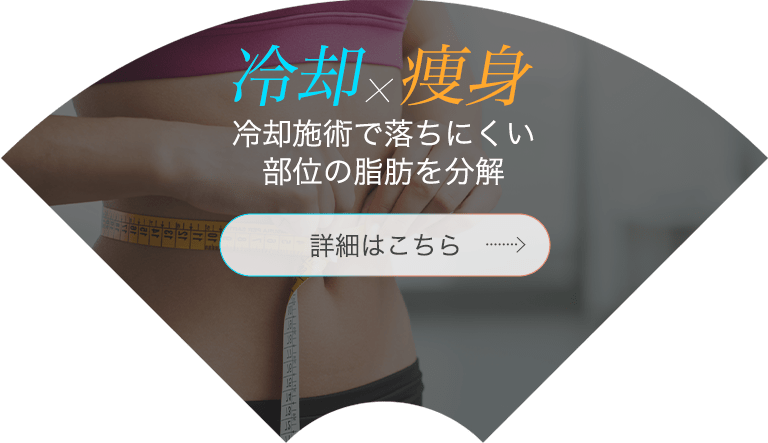 冷却×痩身
冷却施術で落ちにくい
部位の脂肪を分解
詳細はこちら